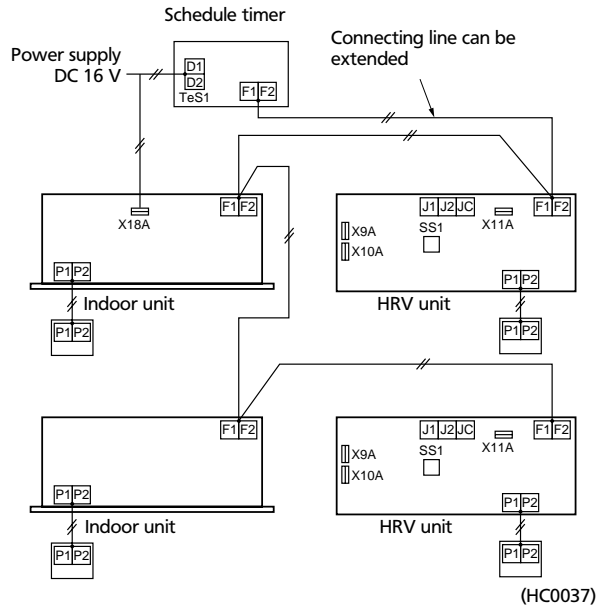 Schedule timer
Power supply
DC 16 V
D1
D2
TeS1
F1 F2
Connecting line can be
extended
X18A
F1 F2
P1 P2
Indoor unit
P1 P2
X9A
X10A
J1 J2 JC
SS1
X11A
F1 F2
P1 P2
HRV unit
P1 P2
F1 F2
P1 P2
Indoor unit
P1 P2
X9A
X10A
J1 J2 JC
SS1
X11A
F1 F2
P1 P2
HRV unit
P1 P2
(HC0037)